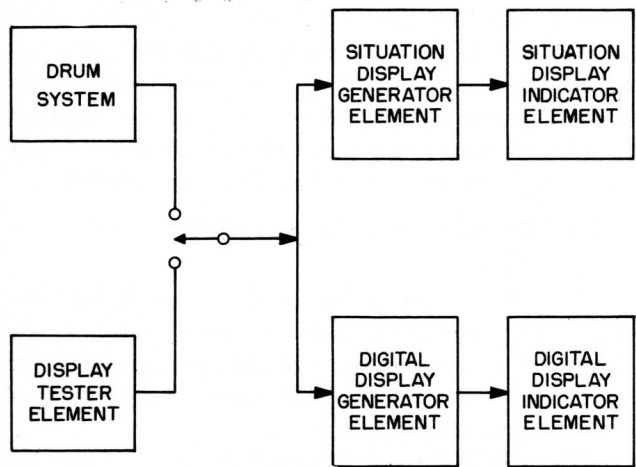 DRUM
SYSTEM
SITUATION
DISPLAY
GENERATOR
ELEMENT
SITUATION
DISPLAY
INDICATOR
ELEMENT
DISPLAY
TESTER
ELEMENT
DIGITAL
DISPLAY
GENERATOR
ELEMENT
DIGITAL
DISPLAY
INDICATOR
ELEMENT